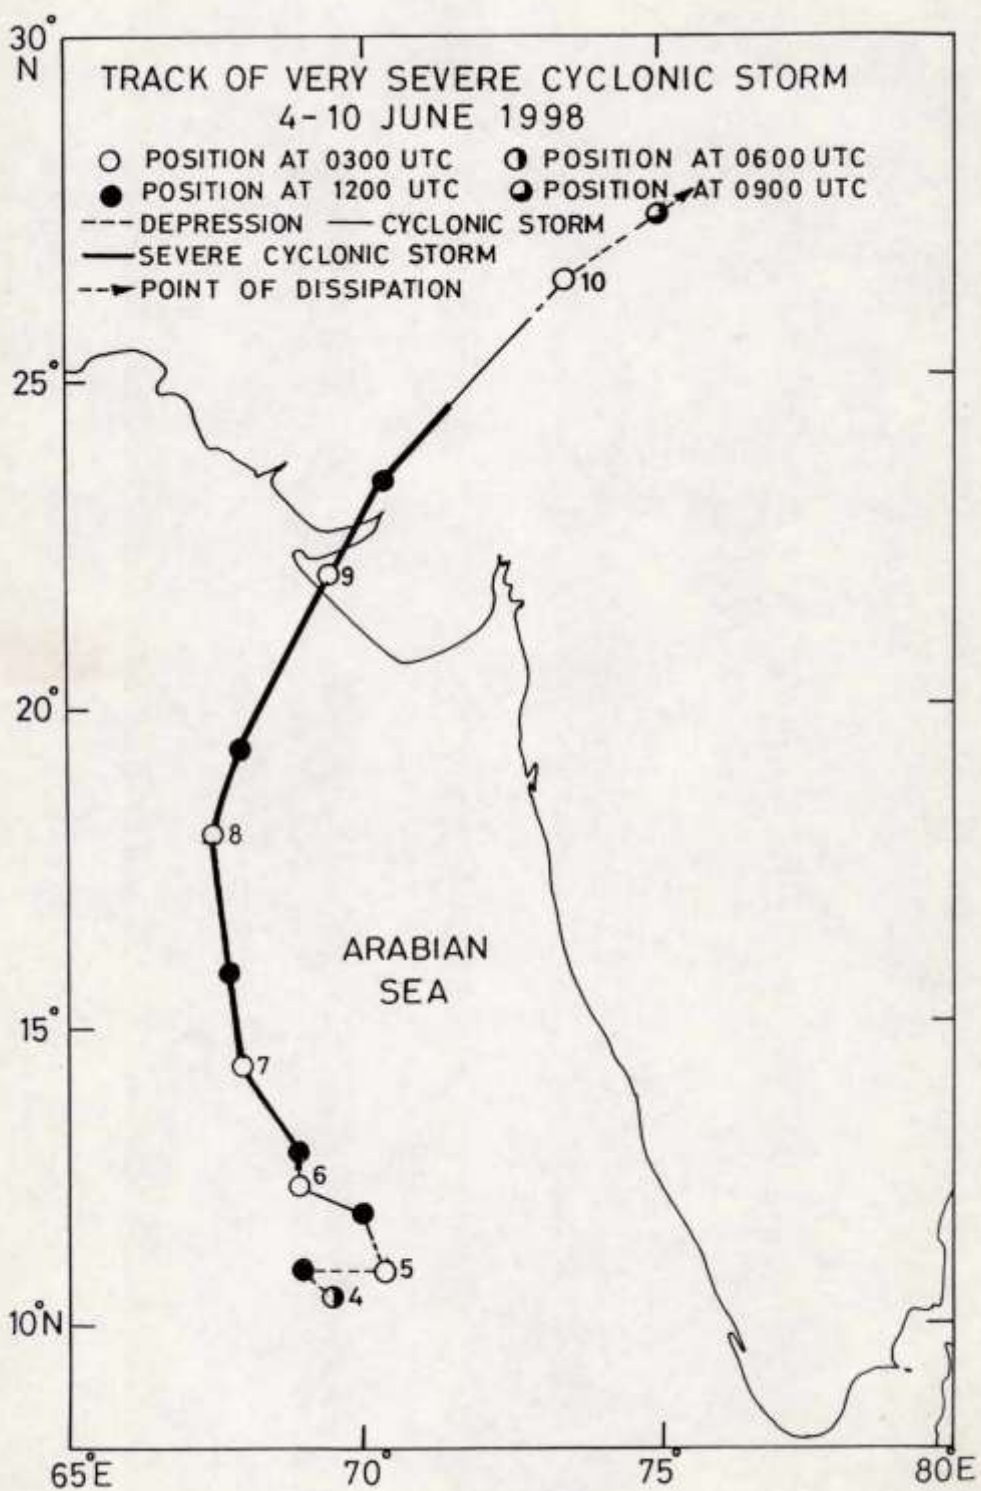 30°
N
TRACK OF VERY SEVERE CYCLONIC STORM
4-10 JUNE 1998
POSITION AT 0300 UTC
POSITION AT 0600 UTC
POSITION AT 1200 UTC
POSITION AT 0900 UTC
DEPRESSION
CYCLONIC STORM
SEVERE CYCLONIC STORM
POINT OF DISSIPATION
10
25°
9
20°
8
ARABIAN
SEA
15°
7
6
5
4
10°N
65°E
70°
75°
80°E